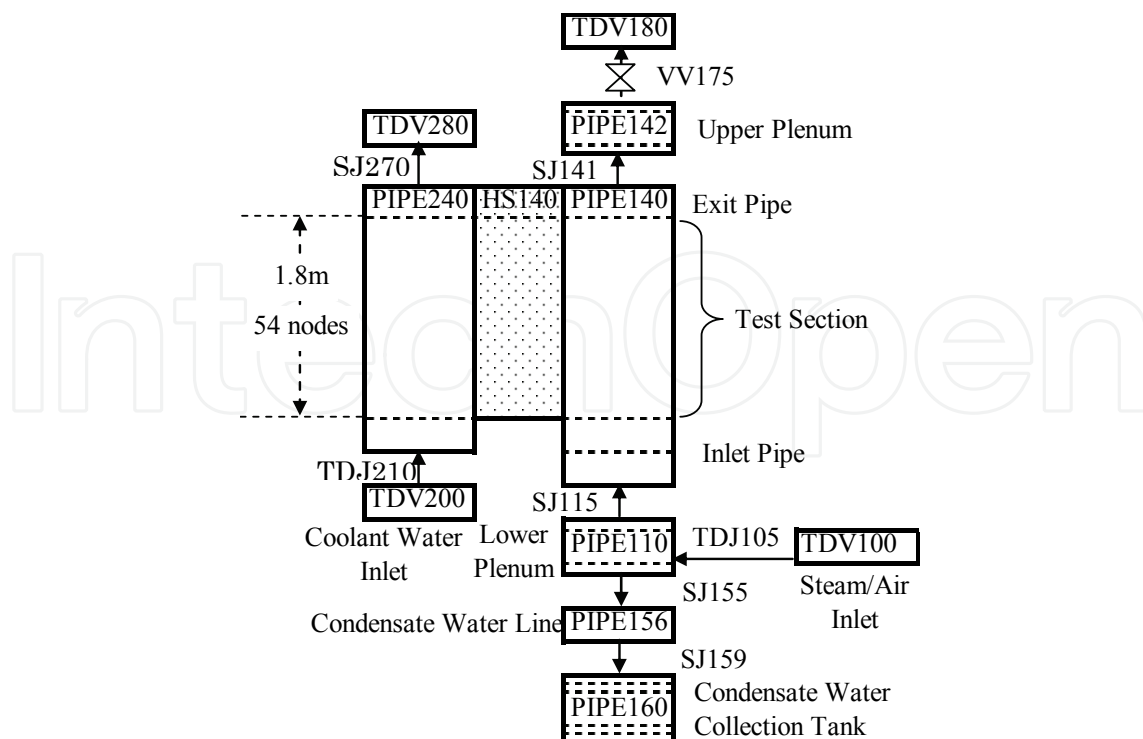 TDV180
VV175
TDV280
PIPE142
Upper Plenum
SJ270
SJ141
PIPE240
HS140
PIPE140
Exit Pipe
1.8m
54 nodes
Test Section
IntechOpen
Inlet Pipe
TDJ210
SJ115
TDV200
Coolant Water
Inlet
Lower
Plenum
PIPE110
TDJ105
TDV100
Steam/Air
Inlet
SJ155
Condensate Water Line
PIPE156
SJ159
PIPE160
Condensate Water
Collection Tank